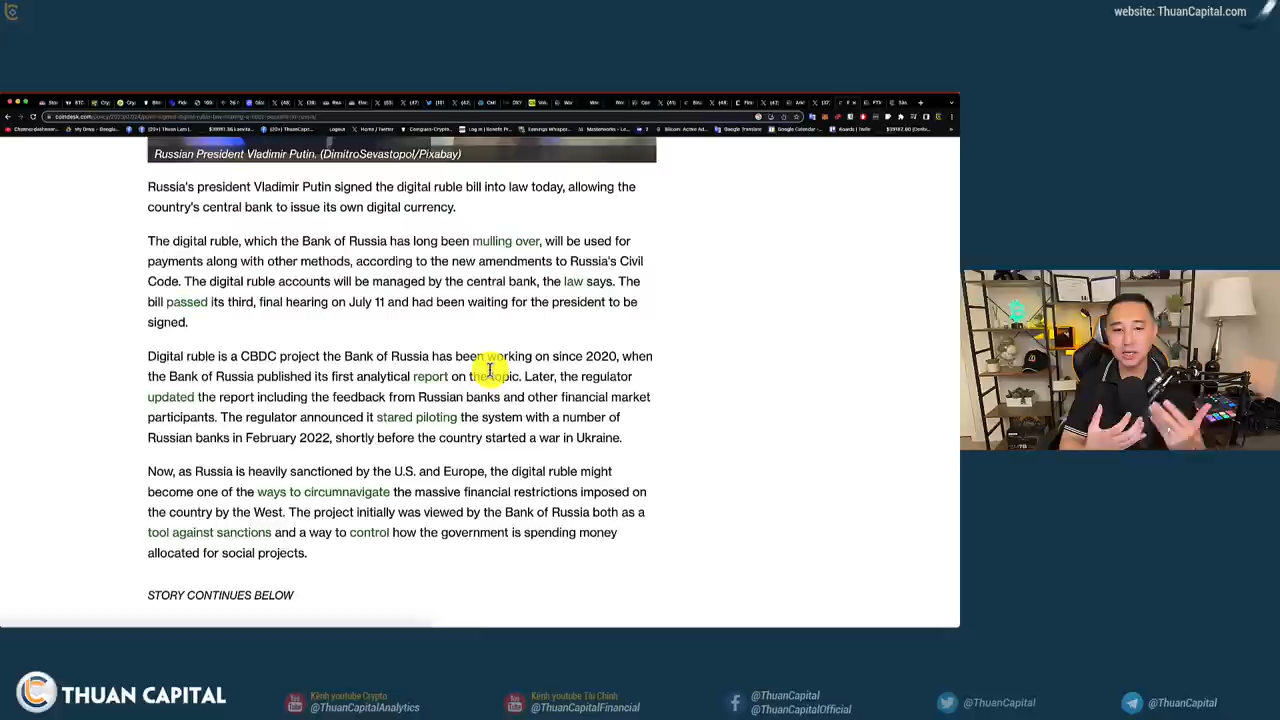 website: ThuanCapital.com
Russian President Vladimir Putin. (DimitroSevastopol/Pixabay)
Russia's president Vladimir Putin signed the digital ruble bill into law today, allowing the
country's central bank to issue its own digital currency.
The digital ruble, which the Bank of Russia has long been mulling over, will be used for
payments along with other methods, according to the new amendments to Russia's Civil
Code. The digital ruble accounts will be managed by the central bank, the law says. The
bill passed its third, final hearing on July 11 and had been waiting for the president to be
signed.
Digital ruble is a CBDC project the Bank of Russia has been working on since 2020, when
the Bank of Russia published its first analytical report on the topic. Later, the regulator
updated the report including the feedback from Russian banks and other financial market
participants. The regulator announced it stared piloting the system with a number of
Russian banks in February 2022, shortly before the country started a war in Ukraine.
Now, as Russia is heavily sanctioned by the U.S. and Europe, the digital ruble might
become one of the ways to circumnavigate the massive financial restrictions imposed on
the country by the West. The project initially was viewed by the Bank of Russia both as a
tool against sanctions and a way to control how the government is spending money
allocated for social projects.
STORY CONTINUES BELOW
THUAN CAPITAL
Kênh youtube Crypto
@ThuanCapitalAnalytics
Kênh youtube Tài Chính
@ThuanCapitalFinancial
@ThuanCapital
@ThuanCapitalOfficial
@ThuanCapital
@ThuanCapital